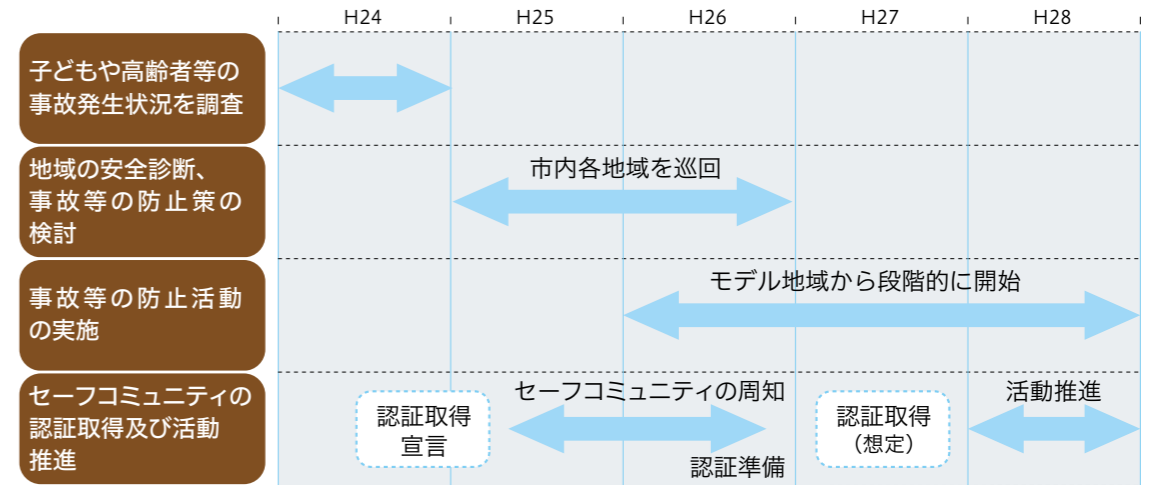 H24 H25 H26 H27 H28
子どもや高齢者等の
事故発生状況を調査
地域の安全診断、
事故等の防止策の
検討
市内各地域を巡回
事故等の防止活動
の実施
モデル地域から段階的に開始
セーフコミュニティの
認証取得及び活動
推進
認証取得
宣言
セーフコミュニティの周知
認証準備
認証取得
（想定）
活動推進